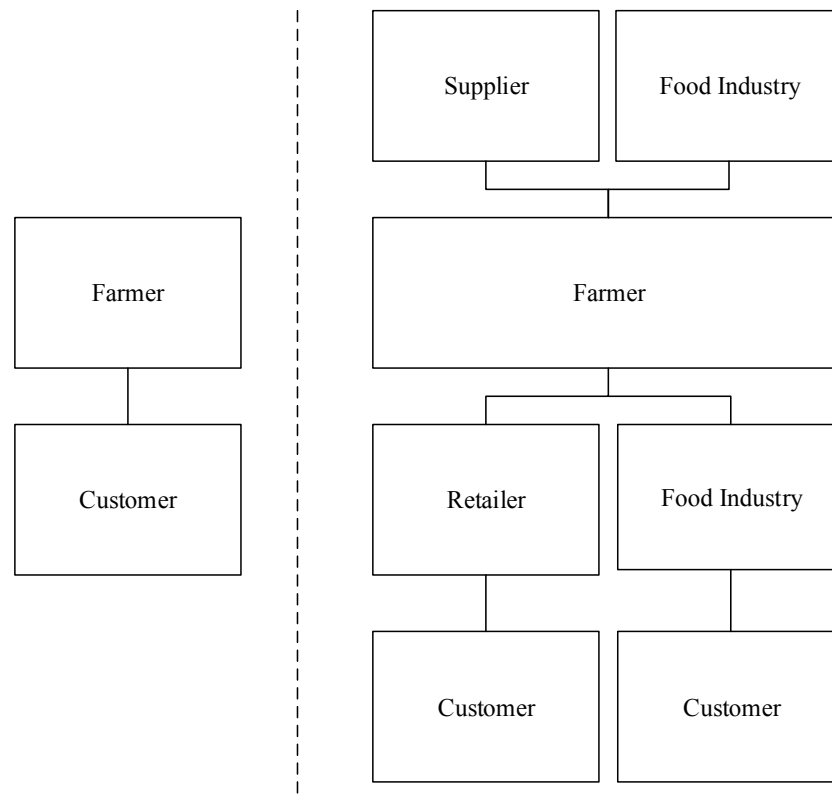 Farmer
Customer
Supplier
Food Industry
Farmer
Retailer
Food Industry
Customer
Customer